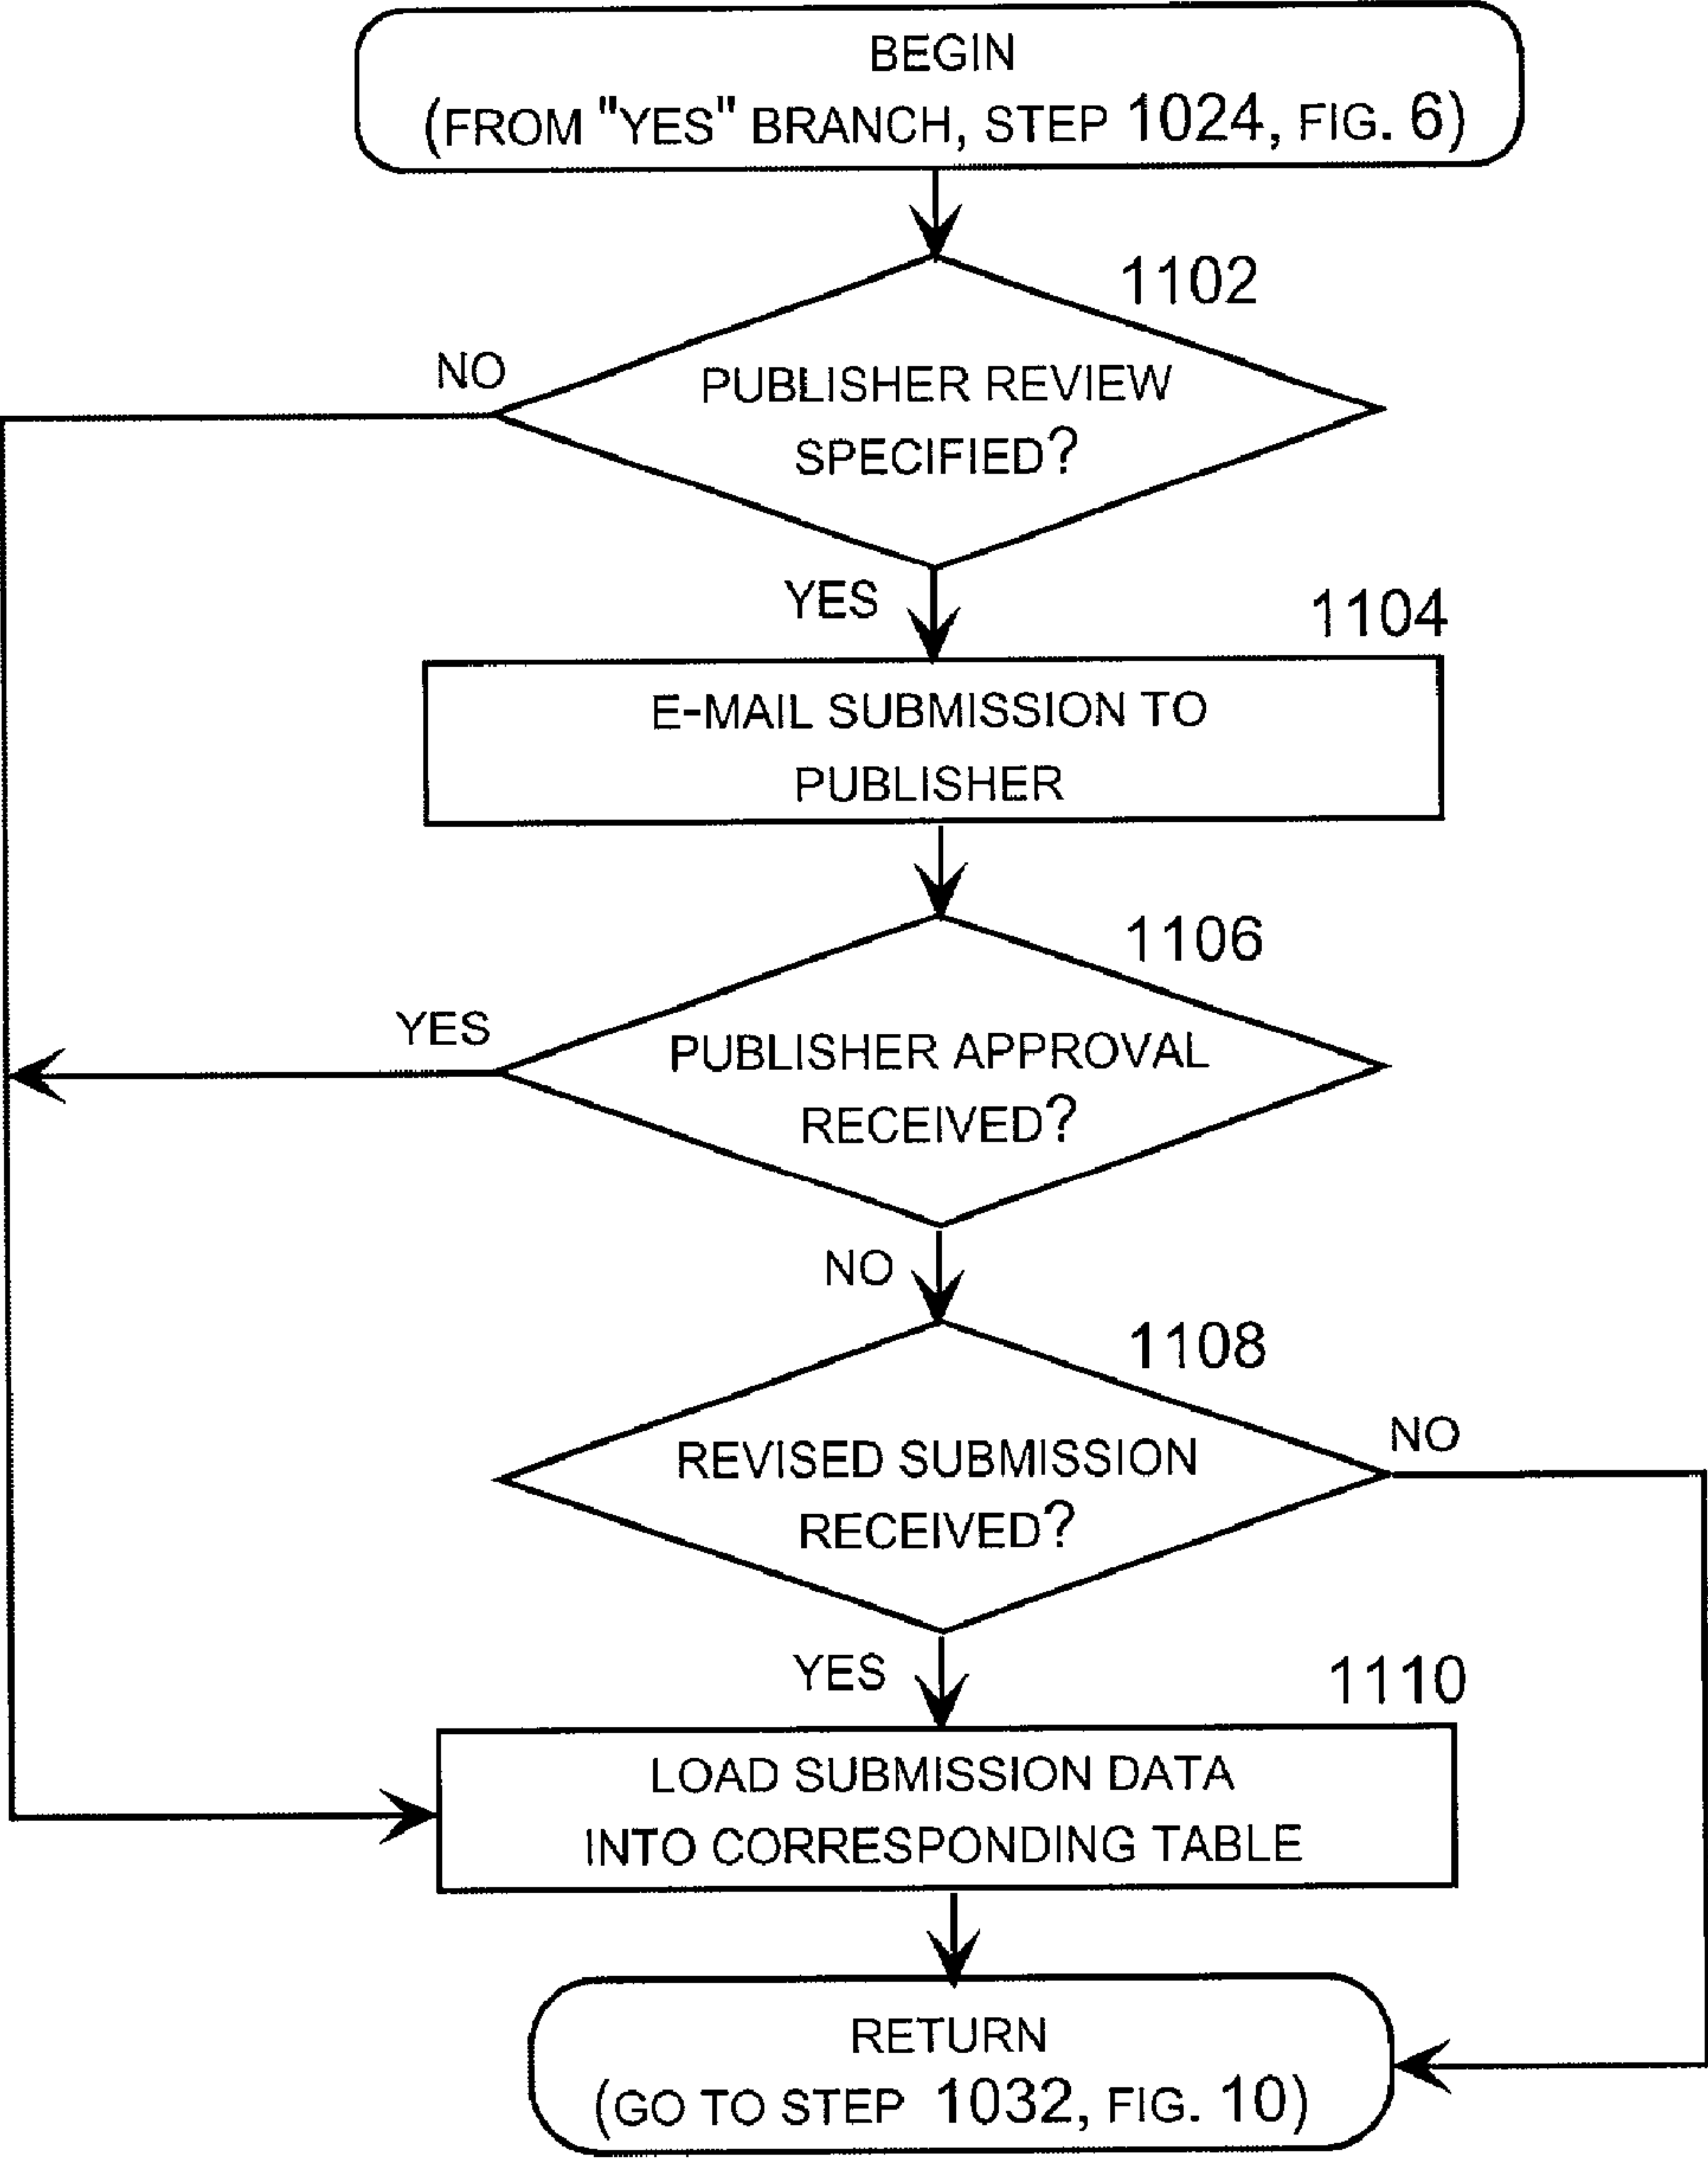 BEGIN
(FROM "YES" BRANCH, STEP 1024, FIG. 6)
1102
NO
PUBLISHER REVIEW
SPECIFIED?
YES
1104
E-MAIL SUBMISSION TO
PUBLISHER
1106
YES
PUBLISHER APPROVAL
RECEIVED?
NO
1108
NO
REVISED SUBMISSION
RECEIVED?
YES
1110
LOAD SUBMISSION DATA
INTO CORRESPONDING TABLE
RETURN
(GO TO STEP 1032, FIG. 10)